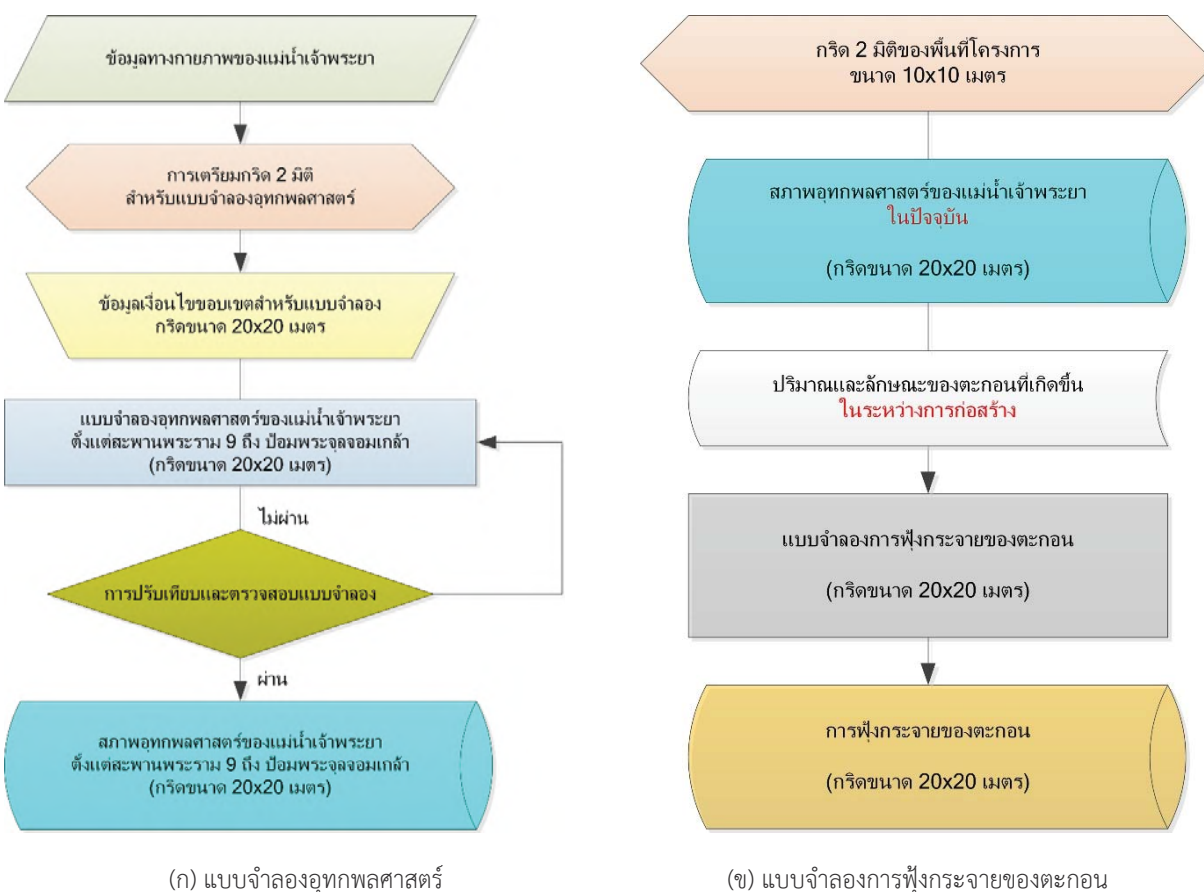 ข้อมูลทางกายภาพของแม่น้ำเจ้าพระยา
การเตรียมกริด 2 มิติ
สำหรับแบบจำลองอุทกพลศาสตร์
ข้อมูลเงื่อนไขขอบเขตสำหรับแบบจำลอง
กริดขนาด 20x20 เมตร
แบบจำลองอุทกพลศาสตร์ของแม่น้ำเจ้าพระยา
ตั้งแต่สะพานพระราม 9 ถึง ป้อมพระจุลจอมเกล้า
(กริดขนาด 20x20 เมตร)
ไม่ผ่าน
การปรับเทียบและตรวจสอบแบบจำลอง
ผ่าน
สภาพอุทกพลศาสตร์ของแม่น้ำเจ้าพระยา
ตั้งแต่สะพานพระราม 9 ถึง ป้อมพระจุลจอมเกล้า
(กริดขนาด 20x20 เมตร)
(ก) แบบจำลองอุทกพลศาสตร์
กริด 2 มิติของพื้นที่โครงการ
ขนาด 10x10 เมตร
สภาพอุทกพลศาสตร์ของแม่น้ำเจ้าพระยา
ในปัจจุบัน
(กริดขนาด 20x20 เมตร)
ปริมาณและลักษณะของตะกอนที่เกิดขึ้น
ในระหว่างการก่อสร้าง
แบบจำลองการฟุ้งกระจายของตะกอน
(กริดขนาด 20x20 เมตร)
การฟุ้งกระจายของตะกอน
(กริดขนาด 20x20 เมตร)
(ข) แบบจำลองการฟุ้งกระจายของตะกอน